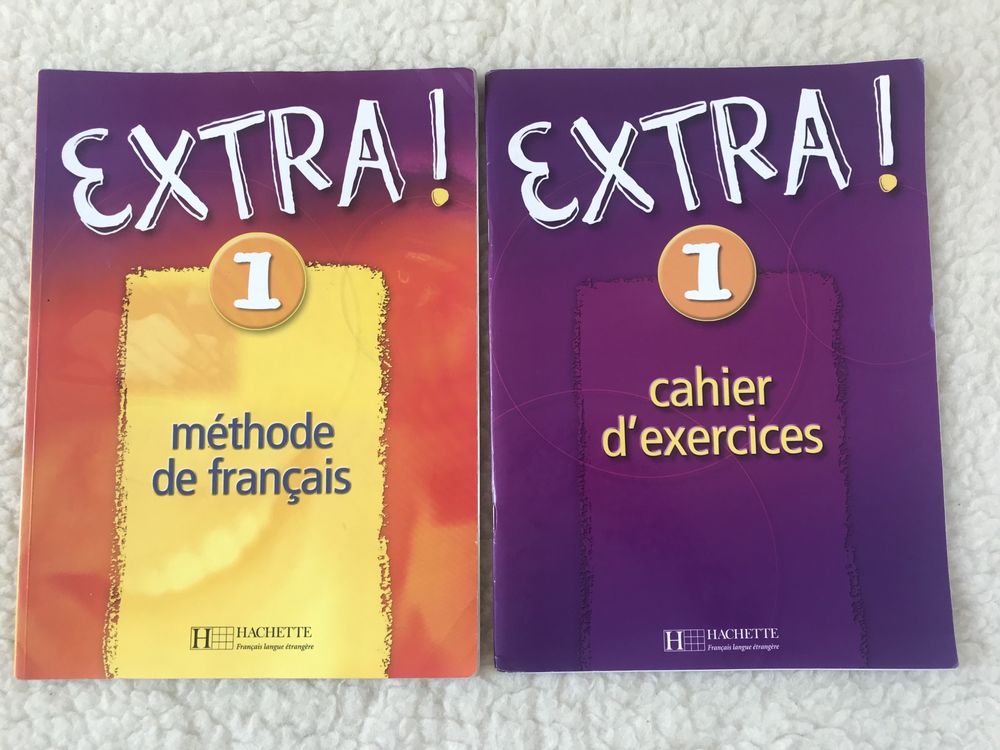 EXTRA!
1
méthode
de français
HACHETTE
Français langue étrangère
EXTRA!
1
cahier
d'exercices
HACHETTE
Français langue étrangère